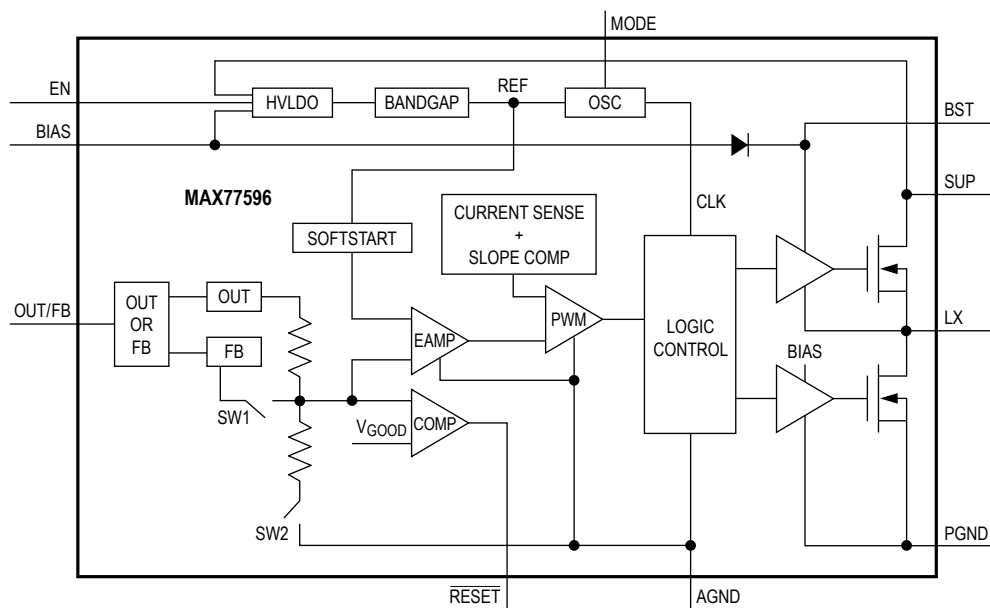 MODE
EN
HVLDO
BANDGAP
REF
OSC
BIAS
BST
MAX77596
SUP
CLK
CURRENT SENSE
+
SLOPE COMP
SOFTSTART
OUT/FB
OUT
OR
FB
OUT
FB
SW1
EAMP
PWM
LOGIC
CONTROL
LX
BIAS
VGOOD
COMP
SW2
PGND
RESET
AGND